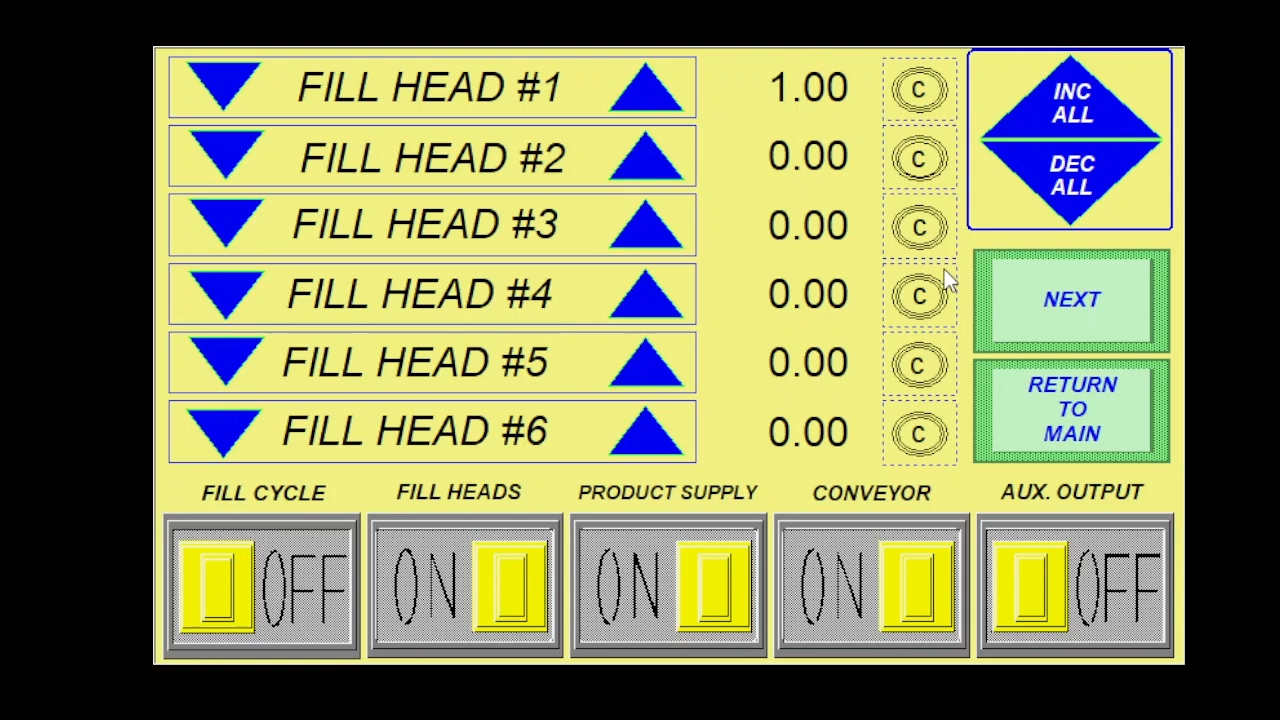 FILL HEAD #1 1.00 C
FILL HEAD #2 0.00 C
FILL HEAD #3 0.00 C
FILL HEAD #4 0.00 C
FILL HEAD #5 0.00 C
FILL HEAD #6 0.00 C
INC
ALL
DEC
ALL
NEXT
RETURN
TO
MAIN
FILL CYCLE FILL HEADS PRODUCT SUPPLY CONVEYOR AUX. OUTPUT
OFF ON ON ON OFF